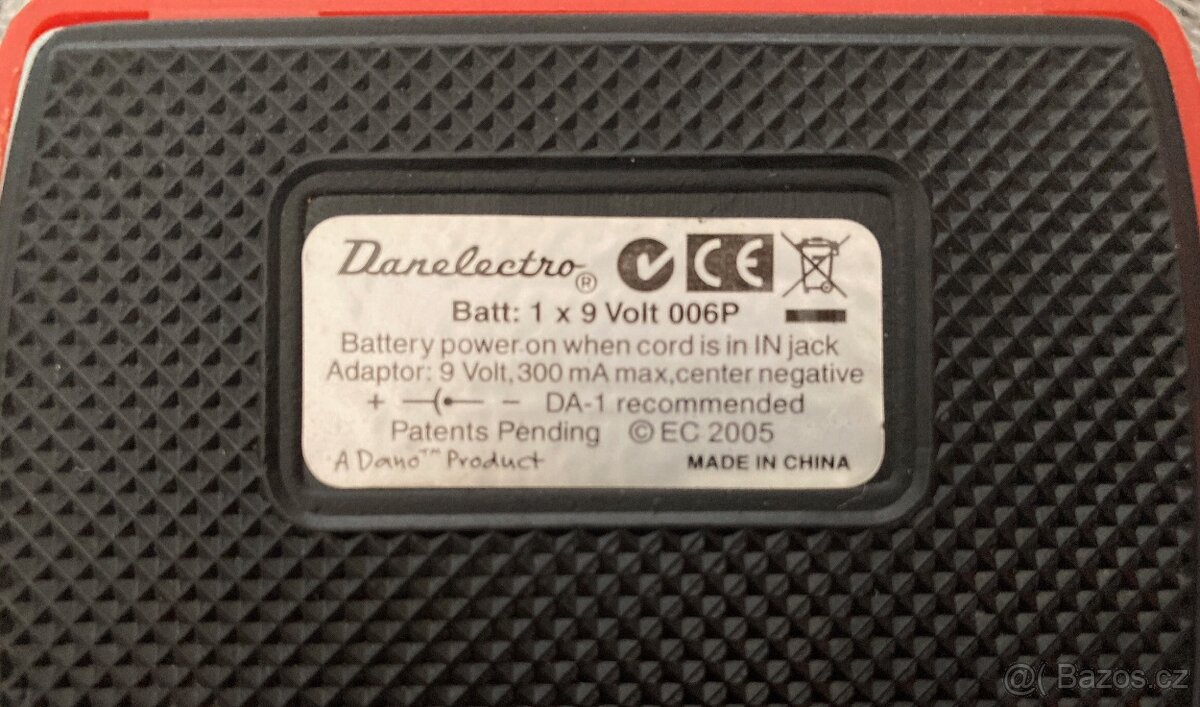 Danelectro® CE
Batt: 1 x 9 Volt 006P
Battery power on when cord is in IN jack
Adaptor: 9 Volt, 300 mA max, center negative
+ − DA-1 recommended
Patents Pending © EC 2005
A Dano™ Product MADE IN CHINA
@( Bazos.cz